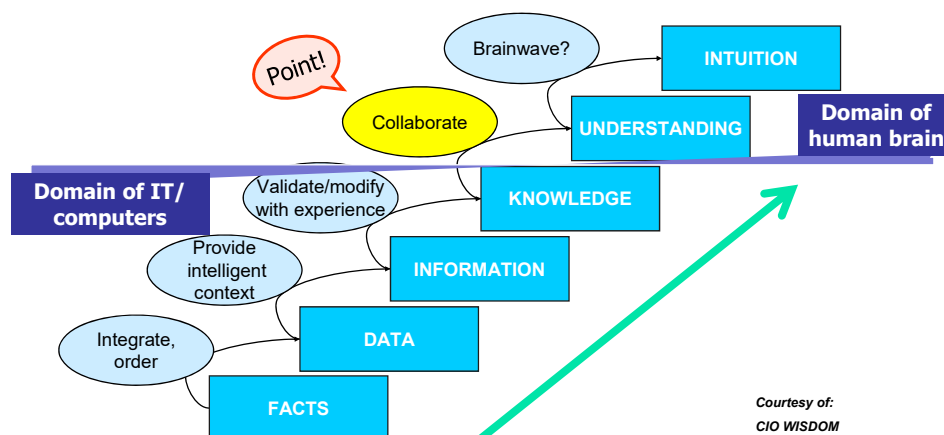 Brainwave?
INTUITION
Point!
Collaborate
UNDERSTANDING
Domain of
human brain
Domain of IT/
computers
Validate/modify
with experience
KNOWLEDGE
Provide
intelligent
context
INFORMATION
Integrate,
order
DATA
FACTS
Courtesy of:
CIO WISDOM